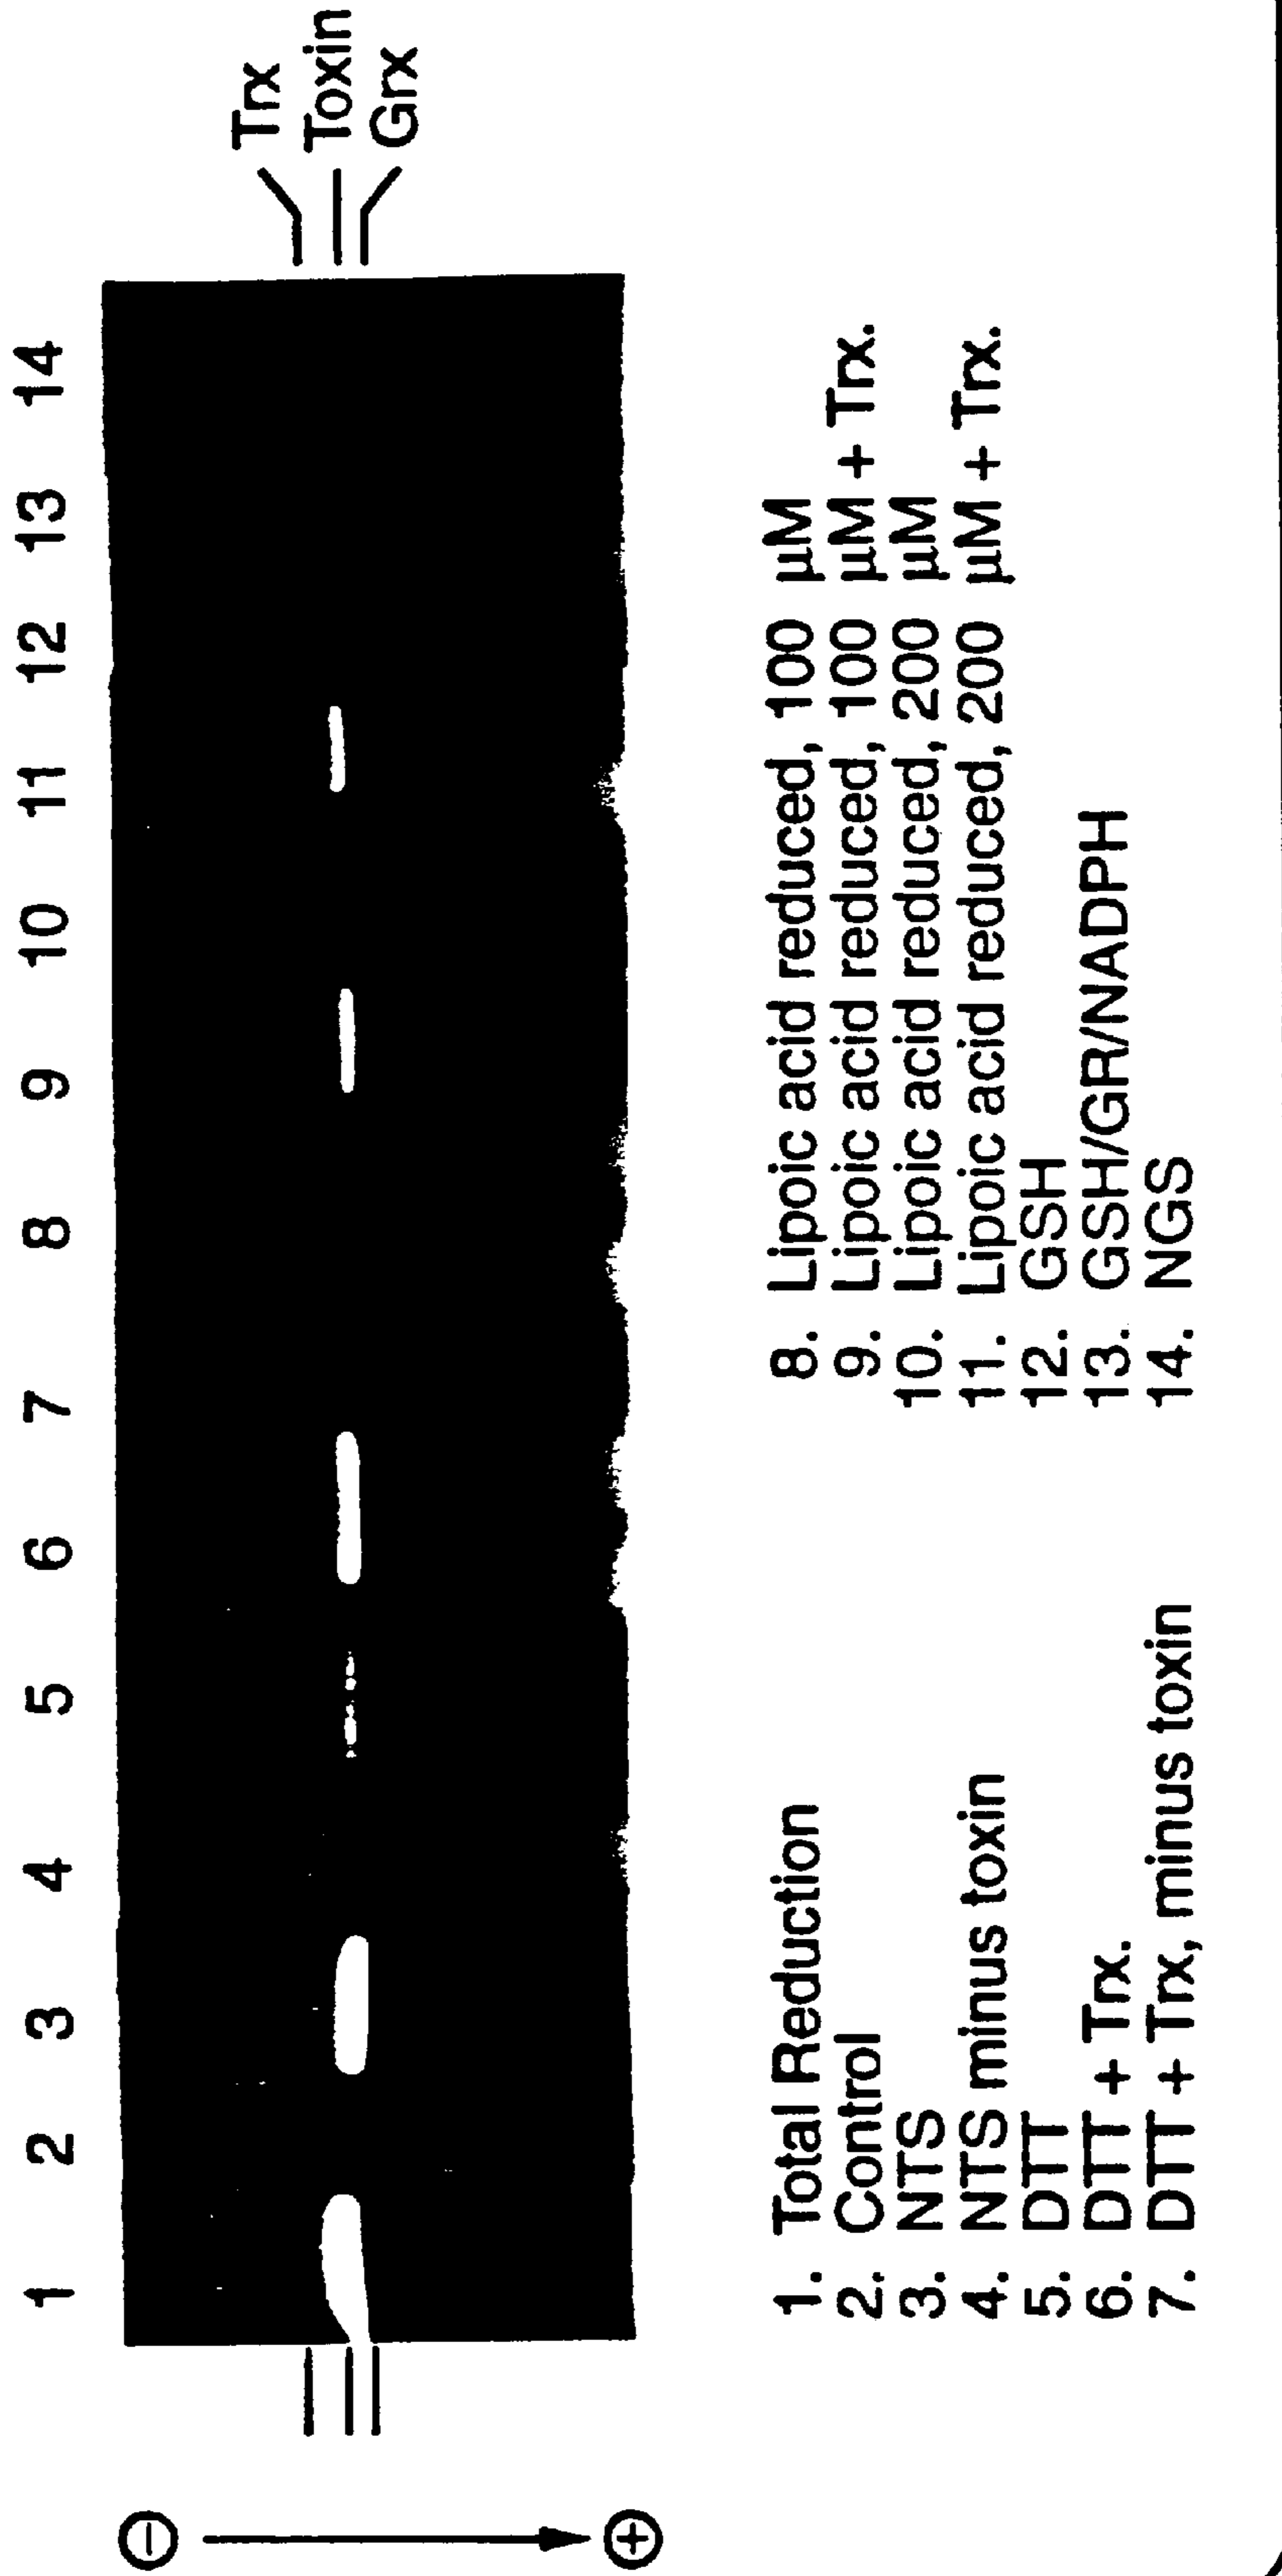 1 2 3 4 5 6 7 8 9 10 11 12 13 14
Trx
Toxin
Grx
−
+
1. Total Reduction
2. Control
3. NTS
4. NTS minus toxin
5. DTT
6. DTT + Trx.
7. DTT + Trx, minus toxin
8. Lipoic acid reduced, 100 µM
9. Lipoic acid reduced, 100 µM + Trx.
10. Lipoic acid reduced, 200 µM
11. Lipoic acid reduced, 200 µM + Trx.
12. GSH
13. GSH/GR/NADPH
14. NGS